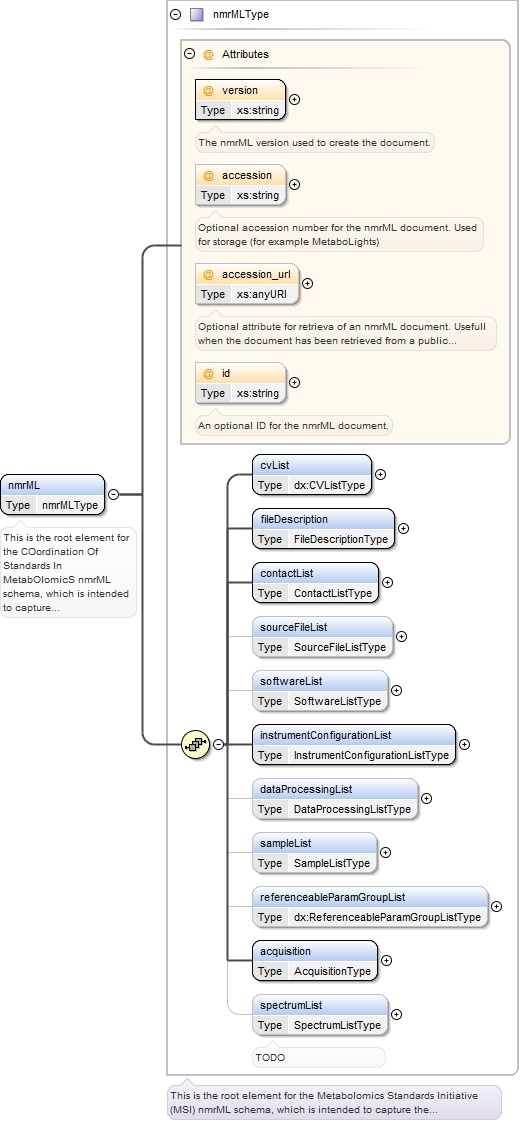 nmrMLType
@ Attributes
@ version
Type xs:string
The nmrML version used to create the document.
@ accession
Type xs:string
Optional accession number for the nmrML document. Used
for storage (for example MetaboLights)
@ accession_url
Type xs:anyURI
Optional attribute for retrieva of an nmrML document. Usefull
when the document has been retrieved from a public...
@ id
Type xs:string
An optional ID for the nmrML document.
nmrML
Type nmrMLType
This is the root element for
the COordination Of
Standards In
MetabOlomicS nmrML
schema, which is intended
to capture...
cvList
Type dx:CVListType
fileDescription
Type FileDescriptionType
contactList
Type ContactListType
sourceFileList
Type SourceFileListType
softwareList
Type SoftwareListType
instrumentConfigurationList
Type InstrumentConfigurationListType
dataProcessingList
Type DataProcessingListType
sampleList
Type SampleListType
referenceableParamGroupList
Type dx:ReferenceableParamGroupListType
acquisition
Type AcquisitionType
spectrumList
Type SpectrumListType
TODO
This is the root element for the Metabolomics Standards Initiative
(MSI) nmrML schema, which is intended to capture the...